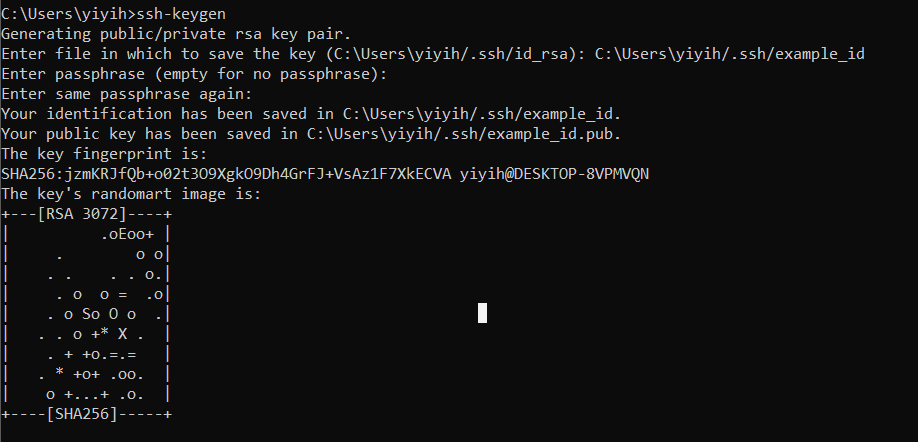 C:\Users\yiyih>ssh-keygen
Generating public/private rsa key pair.
Enter file in which to save the key (C:\Users\yiyih/.ssh/id_rsa): C:\Users\yiyih/.ssh/example_id
Enter passphrase (empty for no passphrase):
Enter same passphrase again:
Your identification has been saved in C:\Users\yiyih/.ssh/example_id.
Your public key has been saved in C:\Users\yiyih/.ssh/example_id.pub.
The key fingerprint is:
SHA256:jzmKRJfQb+o02t3O9XgkO9Dh4GrFJ+VsAz1F7XkECVA yiyih@DESKTOP-8VPMVQN
The key's randomart image is:
+---[RSA 3072]----+
|          .oEoo+ |
|     .        o o|
|    . .    . . o.|
|     . o  o =  .o|
|    . o So O o  .|
|   . . o +* X .  |
|    . + +o.=.=   |
|   . * +o+ .oo.  |
|    o +...+ .o.  |
+----[SHA256]-----+